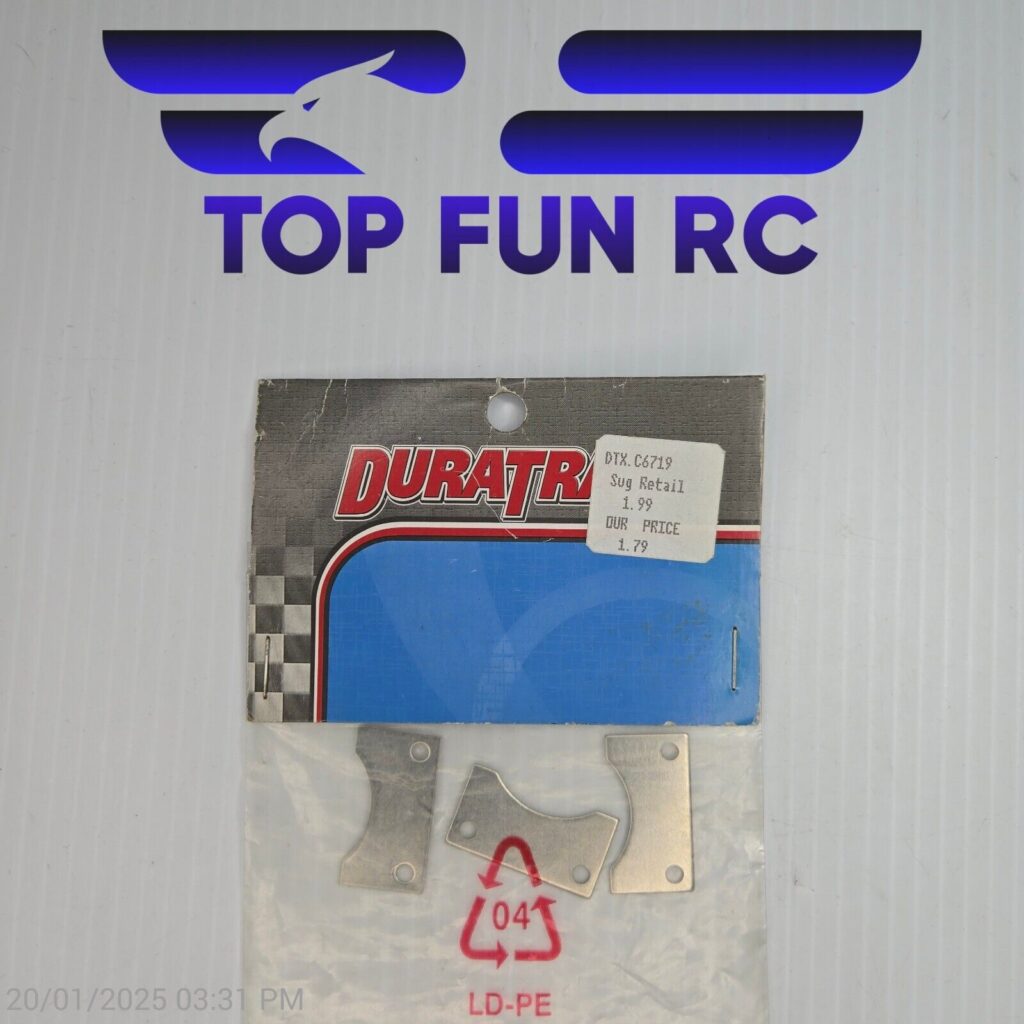 TOP FUN RC
DURATRA
DTX.C6719
Sug Retail
1.99
OUR PRICE
1.79
04
LD-PE
20/01/2025 03:31 PM